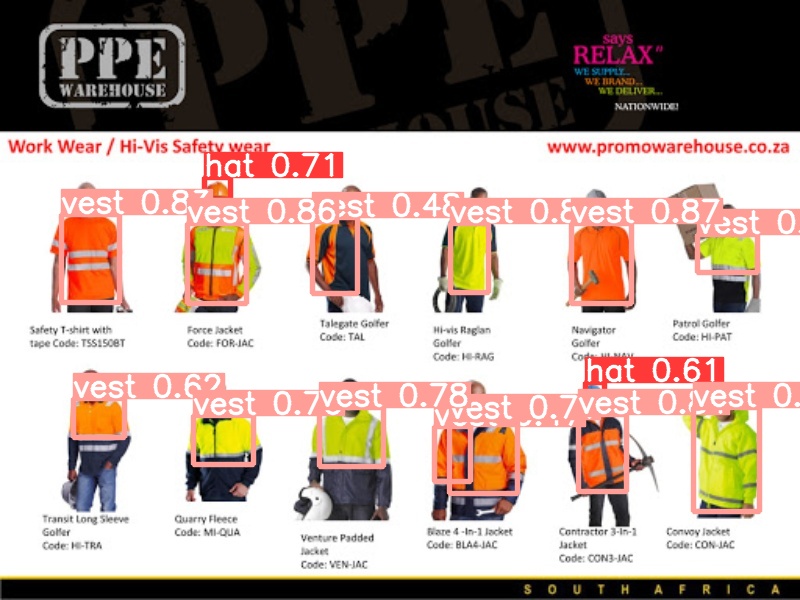 PPE
WAREHOUSE
says
RELAX"
WE SUPPLY...
WE BRAND...
WE DELIVER...
NATIONWIDE!
Work Wear / Hi-Vis Safety wear
www.promowarehouse.co.za
hat 0.71
vest 0.87
vest 0.86
vest 0.48
vest 0.8
vest 0.87
vest 0.
Safety T-shirt with
tape Code: TSS150BT
Force Jacket
Code: FOR-JAC
Talegate Golfer
Code: TAL
Hi-vis Raglan
Golfer
Code: HI-RAG
Navigator
Golfer
Code: HI-NAV
Patrol Golfer
Code: HI-PAT
hat 0.61
vest 0.62
vest 0.7
vest 0.78
vest 0.7
vest 0.8
vest 0.
Transit Long Sleeve
Golfer
Code: HI-TRA
Quarry Fleece
Code: MI-QUA
Venture Padded
Jacket
Code: VEN-JAC
Blaze 4 -In-1 Jacket
Code: BLA4-JAC
Contractor 3-In-1
Jacket
Code: CON3-JAC
Convoy Jacket
Code: CON-JAC
SOUTH AFRICA